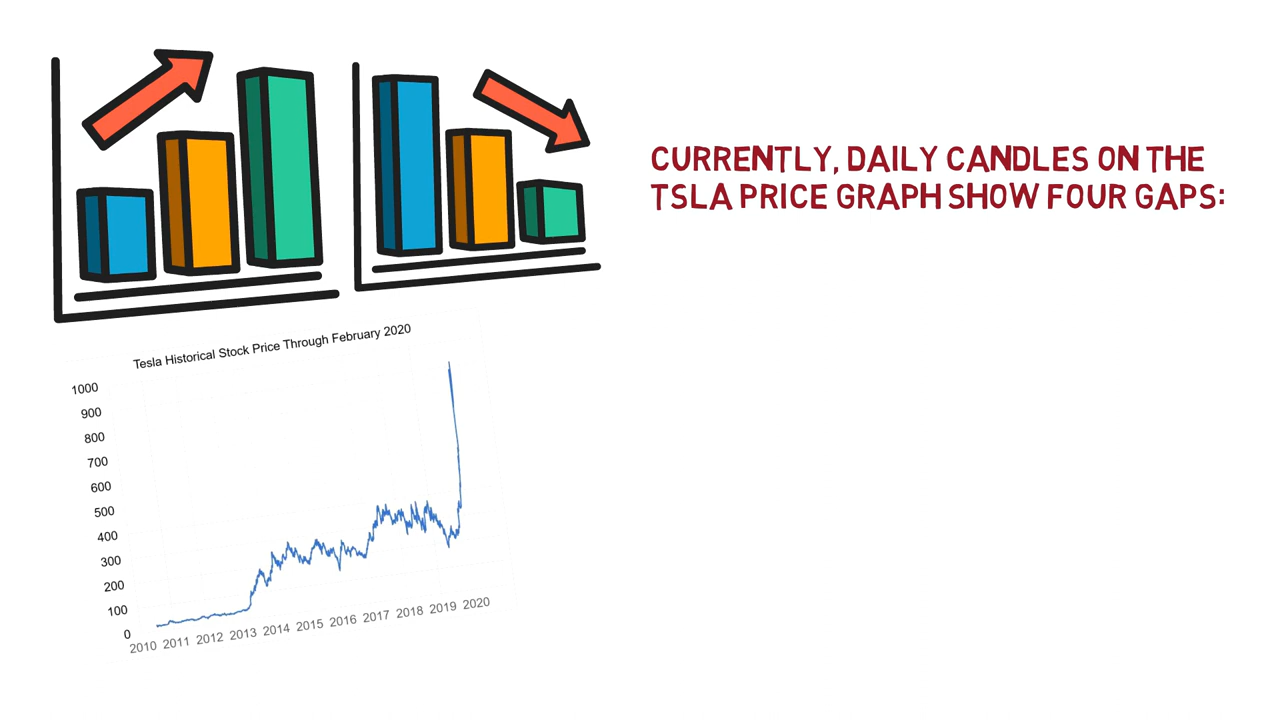 CURRENTLY, DAILY CANDLES ON THE
TSLA PRICE GRAPH SHOW FOUR GAPS:
Tesla Historical Stock Price Through February 2020
1000
900
800
700
600
500
400
300
200
100
0
2010 2011 2012 2013 2014 2015 2016 2017 2018 2019 2020